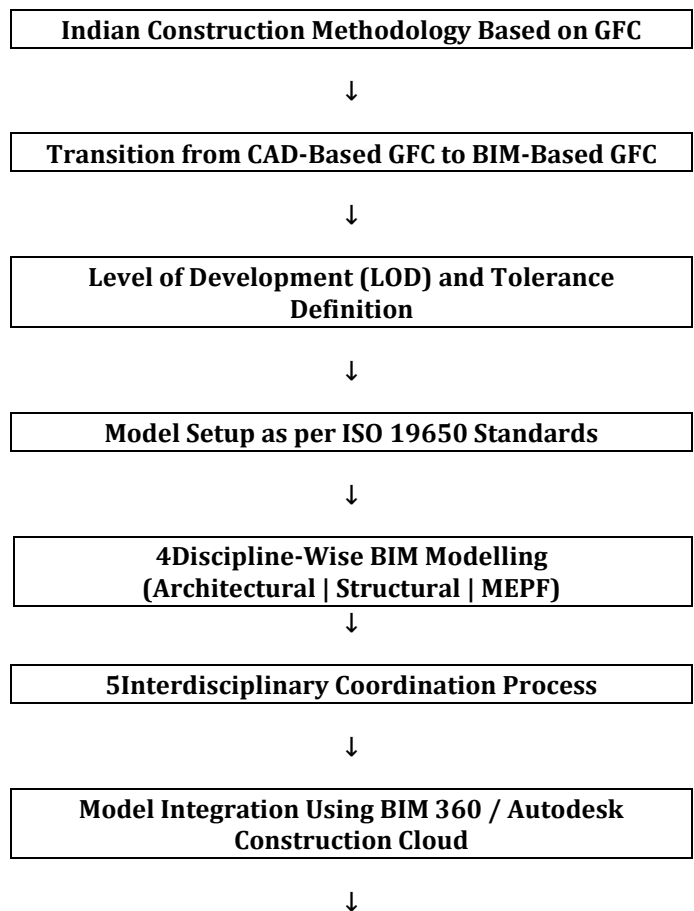 Indian Construction Methodology Based on GFC
↓
Transition from CAD-Based GFC to BIM-Based GFC
↓
Level of Development (LOD) and Tolerance
Definition
↓
Model Setup as per ISO 19650 Standards
↓
4Discipline-Wise BIM Modelling
(Architectural | Structural | MEPF)
↓
5Interdisciplinary Coordination Process
↓
Model Integration Using BIM 360 / Autodesk
Construction Cloud
↓